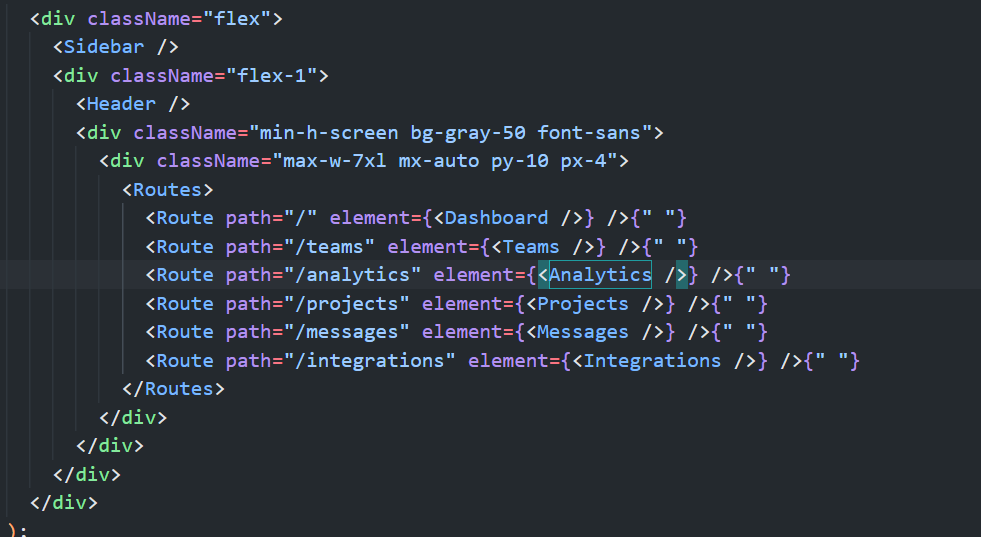 <div className="flex">
<Sidebar />
<div className="flex-1">
<Header />
<div className="min-h-screen bg-gray-50 font-sans">
<div className="max-w-7xl mx-auto py-10 px-4">
<Routes>
<Route path="/" element={<Dashboard />} />{" "}
<Route path="/teams" element={<Teams />} />{" "}
<Route path="/analytics" element={<Analytics />} />{" "}
<Route path="/projects" element={<Projects />} />{" "}
<Route path="/messages" element={<Messages />} />{" "}
<Route path="/integrations" element={<Integrations />} />{" "}
</Routes>
</div>
</div>
</div>
</div>
);